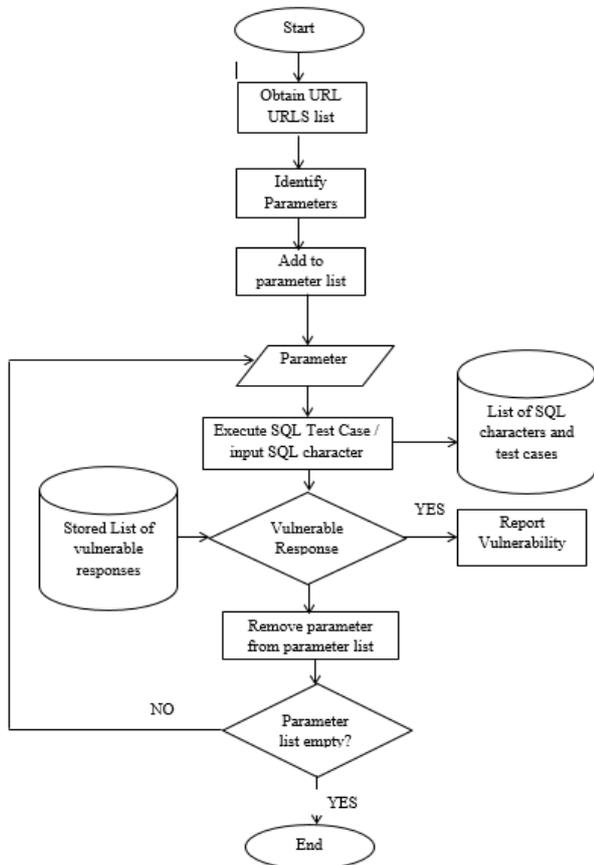 Start
Obtain URL
URLS list
Identify
Parameters
Add to
parameter list
Parameter
Execute SQL Test Case /
input SQL character
List of SQL
characters and
test cases
Stored List of
vulnerable
responses
Vulnerable
Response
YES
Report
Vulnerability
Remove parameter
from parameter list
NO
Parameter
list empty?
YES
End